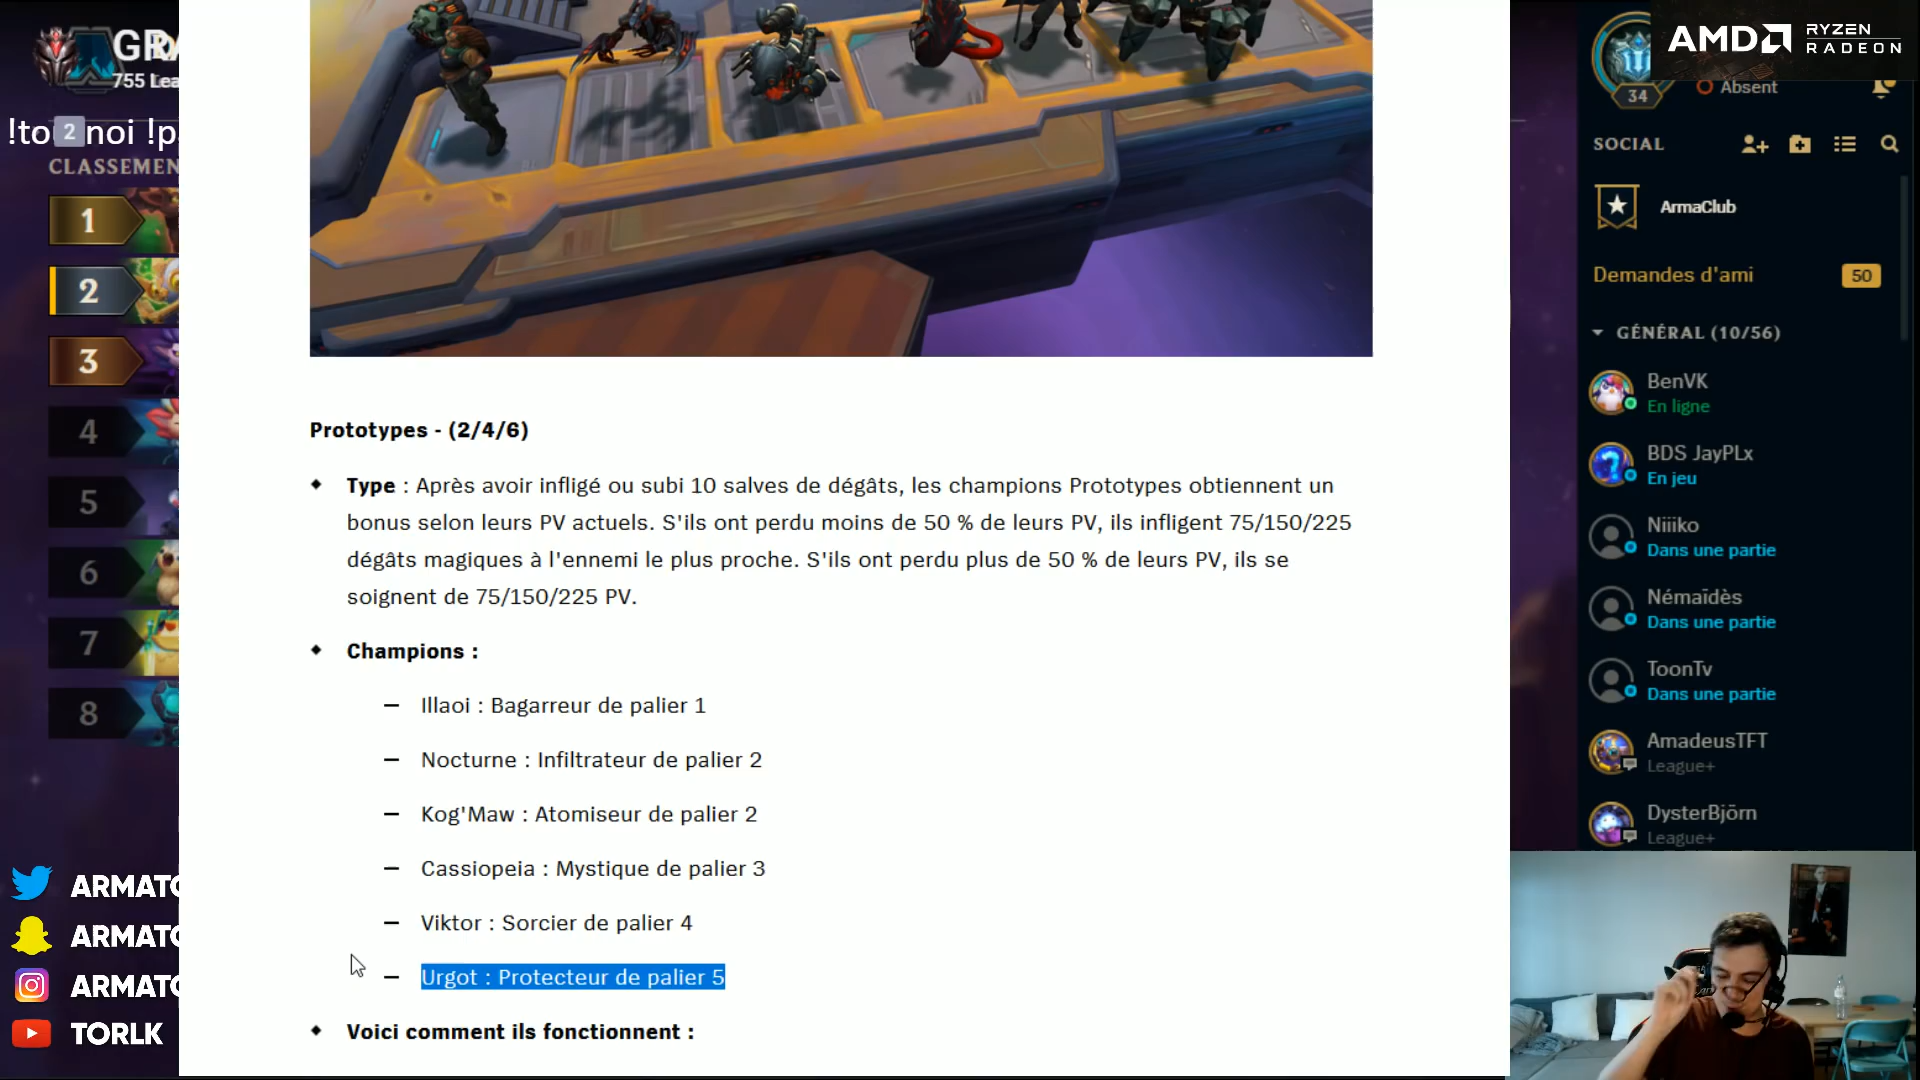 755 Lea
!to 2 noi !p
CLASSEMEN
1
2
3
4
5
6
7
8
ARMATO
ARMATO
ARMATO
TORLK
Prototypes - (2/4/6)
Type : Après avoir infligé ou subi 10 salves de dégâts, les champions Prototypes obtiennent un
bonus selon leurs PV actuels. S'ils ont perdu moins de 50 % de leurs PV, ils infligent 75/150/225
dégâts magiques à l'ennemi le plus proche. S'ils ont perdu plus de 50 % de leurs PV, ils se
soignent de 75/150/225 PV.
Champions :
– Illaoi : Bagarreur de palier 1
– Nocturne : Infiltrateur de palier 2
– Kog'Maw : Atomiseur de palier 2
– Cassiopeia : Mystique de palier 3
– Viktor : Sorcier de palier 4
– Urgot : Protecteur de palier 5
Voici comment ils fonctionnent :
AMD RYZEN
RADEON
34
Absent
SOCIAL
ArmaClub
Demandes d'ami 50
GÉNÉRAL (10/56)
BenVK
En ligne
BDS JayPLx
En jeu
Niiiko
Dans une partie
Némaïdès
Dans une partie
ToonTv
Dans une partie
AmadeusTFT
League+
DysterBjörn
League+